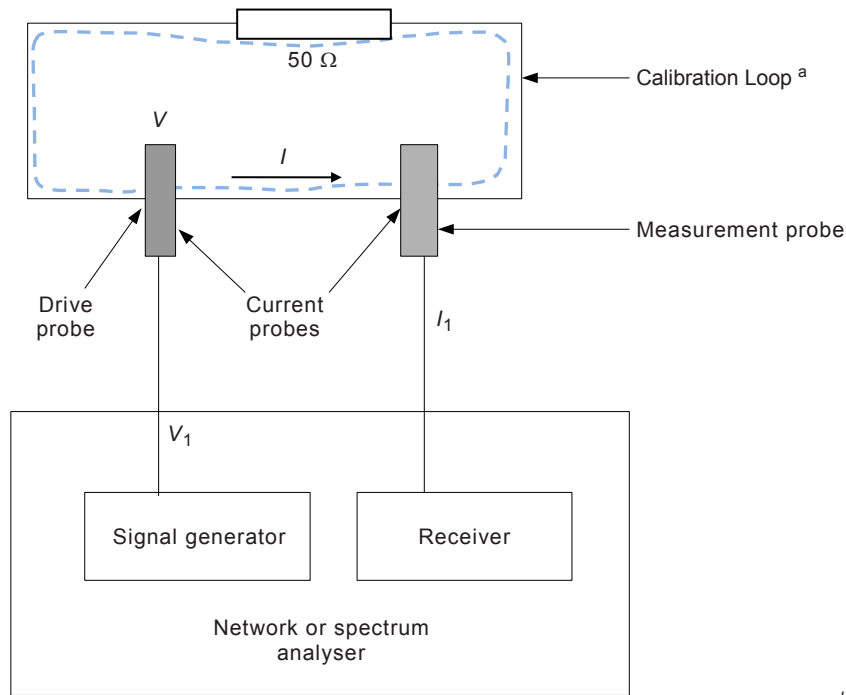 50 Ω
Calibration Loop a
V
I
Measurement probe
Drive
probe
Current
probes
I1
V1
Signal generator
Receiver
Network or spectrum
analyser